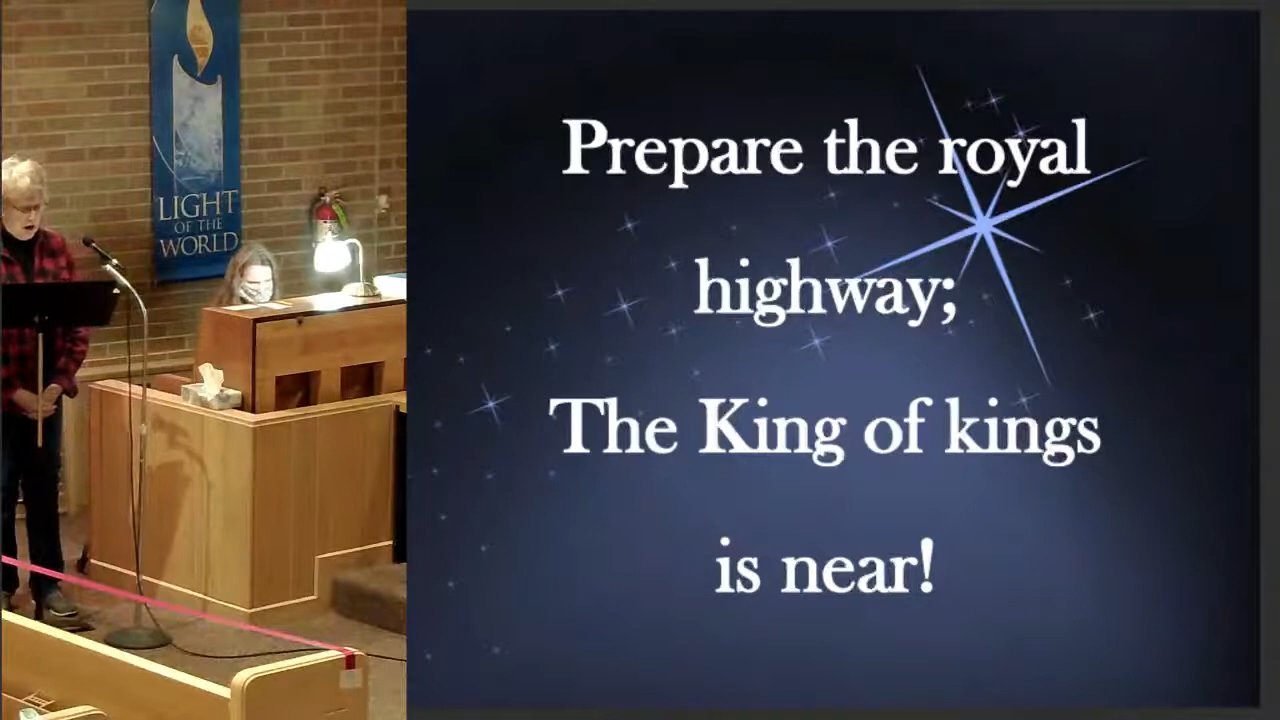 LIGHT
OF THE
WORLD
Prepare the royal
highway;
The King of kings
is near!